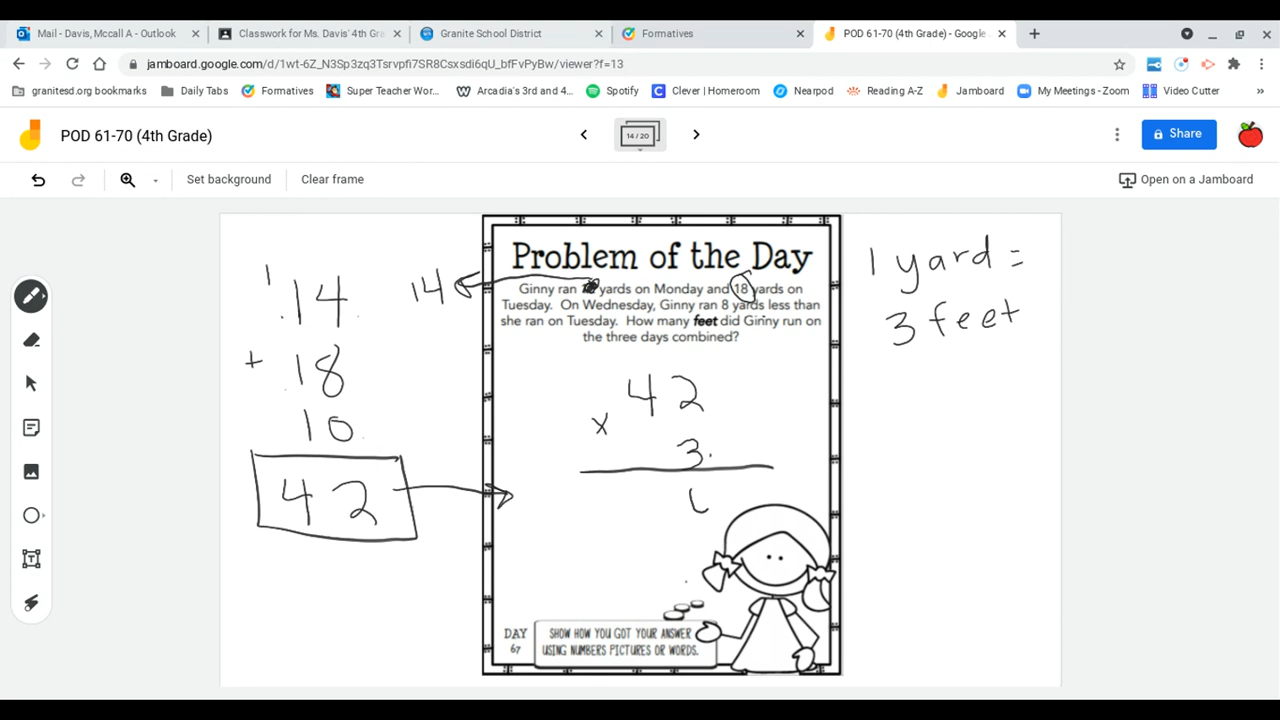 Mail - Davis, Mccall A - Outlook
Classwork for Ms. Davis' 4th Gra
Granite School District
Formatives
POD 61-70 (4th Grade) - Google
jamboard.google.com/d/1wt-6Z_N3Sp3zq3Tsrvpfi7SR8Csxsdi6qU_bfFvPyBw/viewer?f=13
granitesd.org bookmarks
Daily Tabs
Formatives
Super Teacher Wor...
Arcadia's 3rd and 4...
Spotify
Clever | Homeroom
Nearpod
Reading A-Z
Jamboard
My Meetings - Zoom
Video Cutter
»
POD 61-70 (4th Grade)
14 / 20
Share
Set background
Clear frame
Open on a Jamboard
1
14
+ 18
10
42
14
Problem of the Day
Ginny ran yards on Monday and 18 yards on
Tuesday. On Wednesday, Ginny ran 8 yards less than
she ran on Tuesday. How many feet did Ginny run on
the three days combined?
42
x 3
DAY
67
SHOW HOW YOU GOT YOUR ANSWER
USING NUMBERS PICTURES OR WORDS.
1 yard =
3 feet